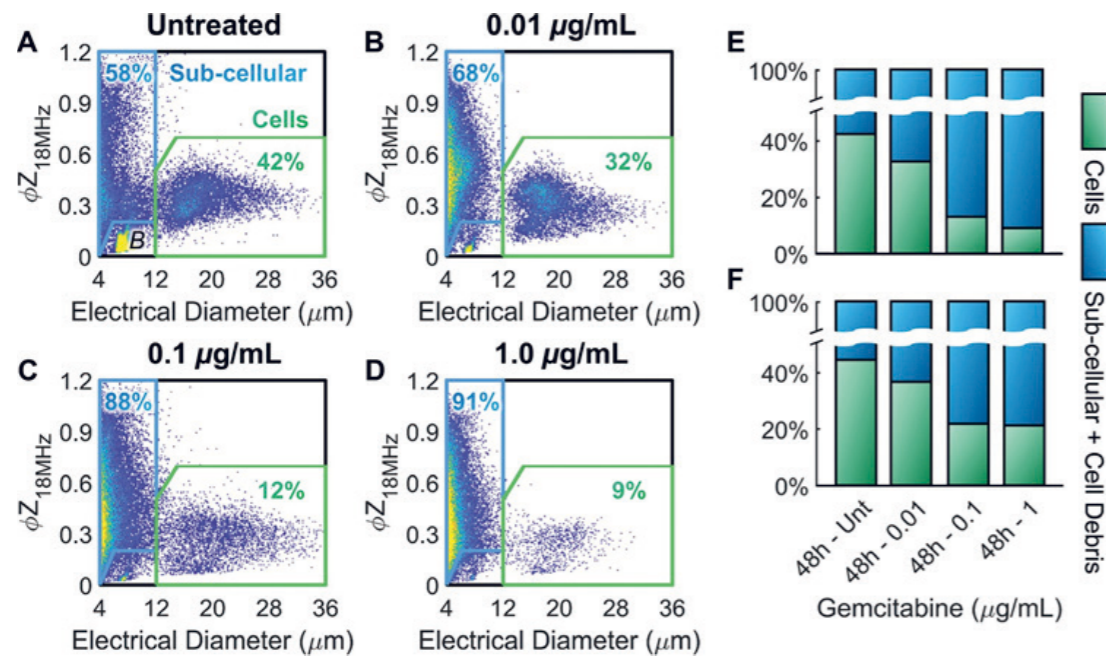 Untreated
0.01 µg/mL
A
1.2
0.9
0.6
0.3
0
ϕZ18MHz
58%
Sub-cellular
Cells
42%
B
4 12 20 28 36
Electrical Diameter (µm)
B
1.2
0.9
0.6
0.3
0
ϕZ18MHz
68%
32%
4 12 20 28 36
Electrical Diameter (µm)
0.1 µg/mL
1.0 µg/mL
C
1.2
0.9
0.6
0.3
0
ϕZ18MHz
88%
12%
4 12 20 28 36
Electrical Diameter (µm)
D
1.2
0.9
0.6
0.3
0
ϕZ18MHz
91%
9%
4 12 20 28 36
Electrical Diameter (µm)
E
100%
40%
20%
0%
F
100%
40%
20%
0%
48h - Unt
48h - 0.01
48h - 0.1
48h - 1
Gemcitabine (µg/mL)
Cells
Sub-cellular + Cell Debris